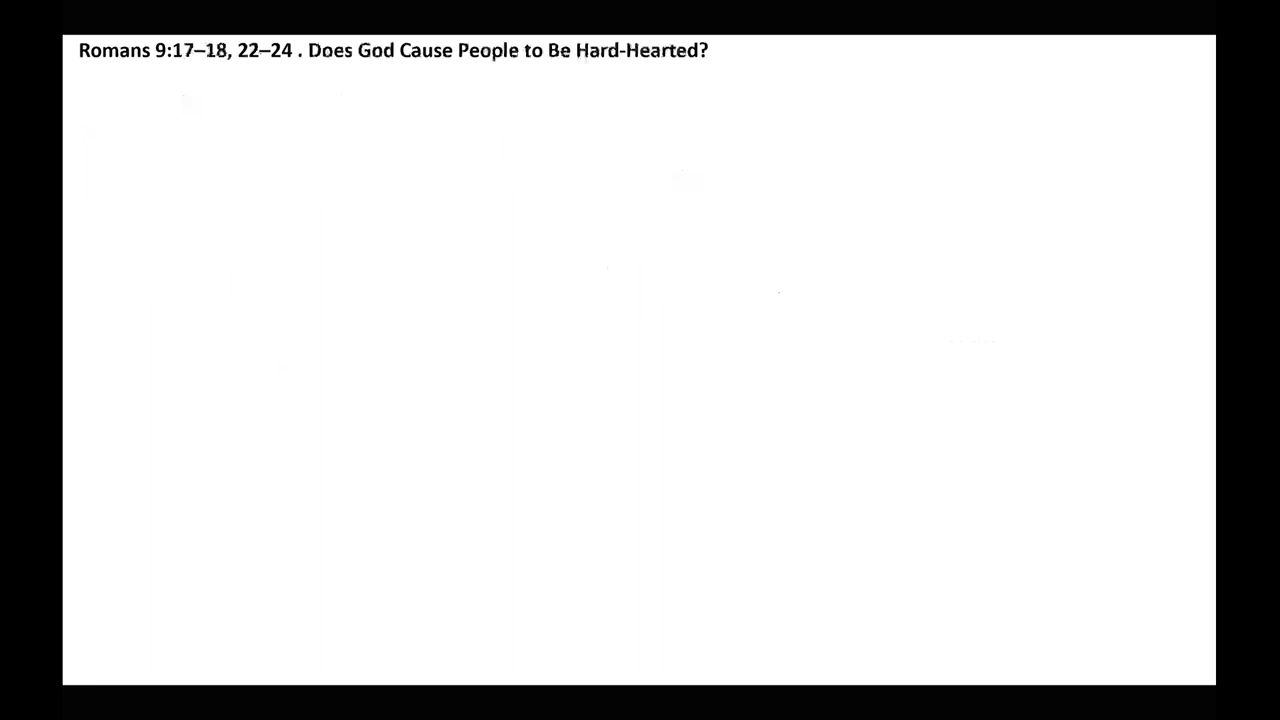 Romans 9:17–18, 22–24 . Does God Cause People to Be Hard-Hearted?